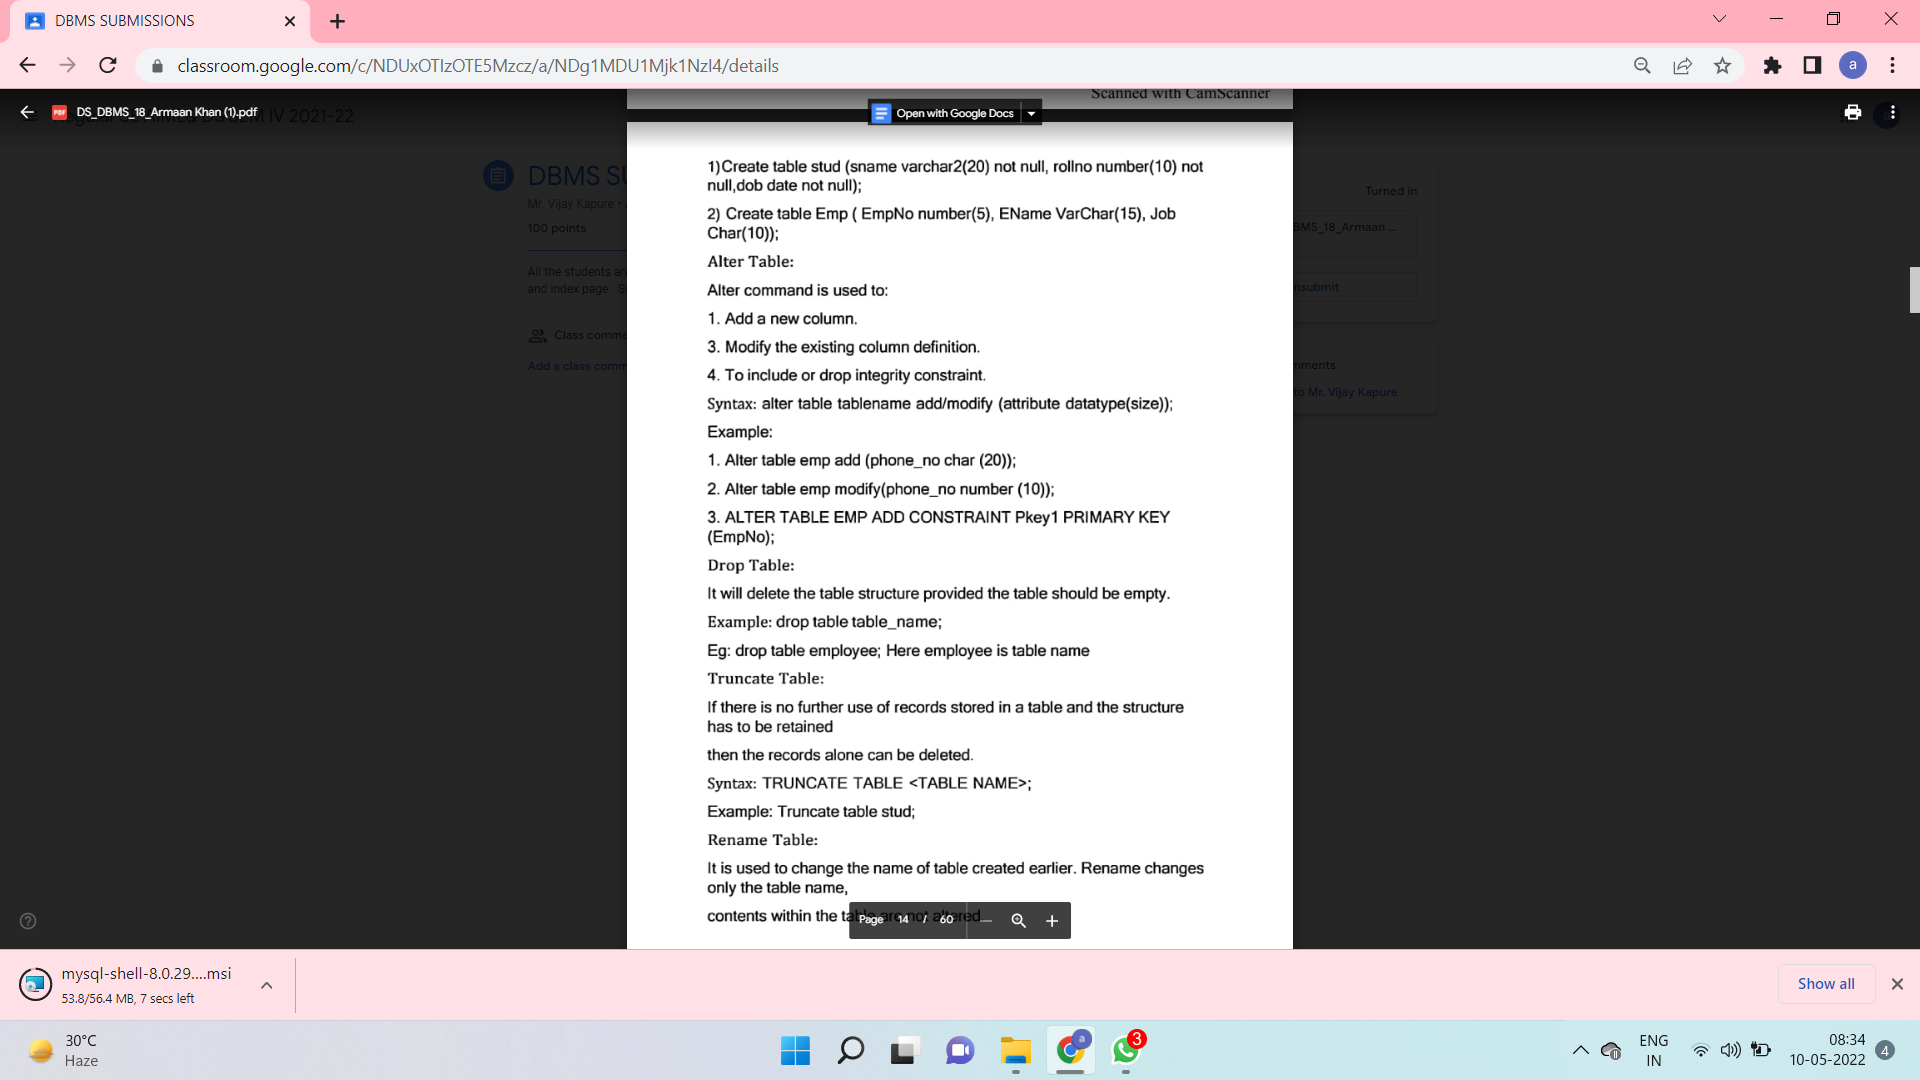 DBMS SUBMISSIONS
classroom.google.com/c/NDUxOTIzOTE5Mzcz/a/NDg1MDU1Mjk1NzI4/details
a
Scanned with CamScanner
PDF
DS_DBMS_18_Armaan Khan (1).pdf
IV 2021-22
Open with Google Docs
DBMS SU
Mr. Vijay Kapure
100 points
All the students are
and index page . S
Class comme
Add a class comm
Turned in
BMS_18_Armaan ...
nsubmit
mments
to Mr. Vijay Kapure
1)Create table stud (sname varchar2(20) not null, rollno number(10) not
null,dob date not null);
2) Create table Emp ( EmpNo number(5), EName VarChar(15), Job
Char(10));
Alter Table:
Alter command is used to:
1. Add a new column.
3. Modify the existing column definition.
4. To include or drop integrity constraint.
Syntax: alter table tablename add/modify (attribute datatype(size));
Example:
1. Alter table emp add (phone_no char (20));
2. Alter table emp modify(phone_no number (10));
3. ALTER TABLE EMP ADD CONSTRAINT Pkey1 PRIMARY KEY
(EmpNo);
Drop Table:
It will delete the table structure provided the table should be empty.
Example: drop table table_name;
Eg: drop table employee; Here employee is table name
Truncate Table:
If there is no further use of records stored in a table and the structure
has to be retained
then the records alone can be deleted.
Syntax: TRUNCATE TABLE <TABLE NAME>;
Example: Truncate table stud;
Rename Table:
It is used to change the name of table created earlier. Rename changes
only the table name,
contents within the table are not altered
Page 14 / 60
mysql-shell-8.0.29....msi
53.8/56.4 MB, 7 secs left
Show all
30°C
Haze
a
3
ENG
IN
08:34
10-05-2022
4